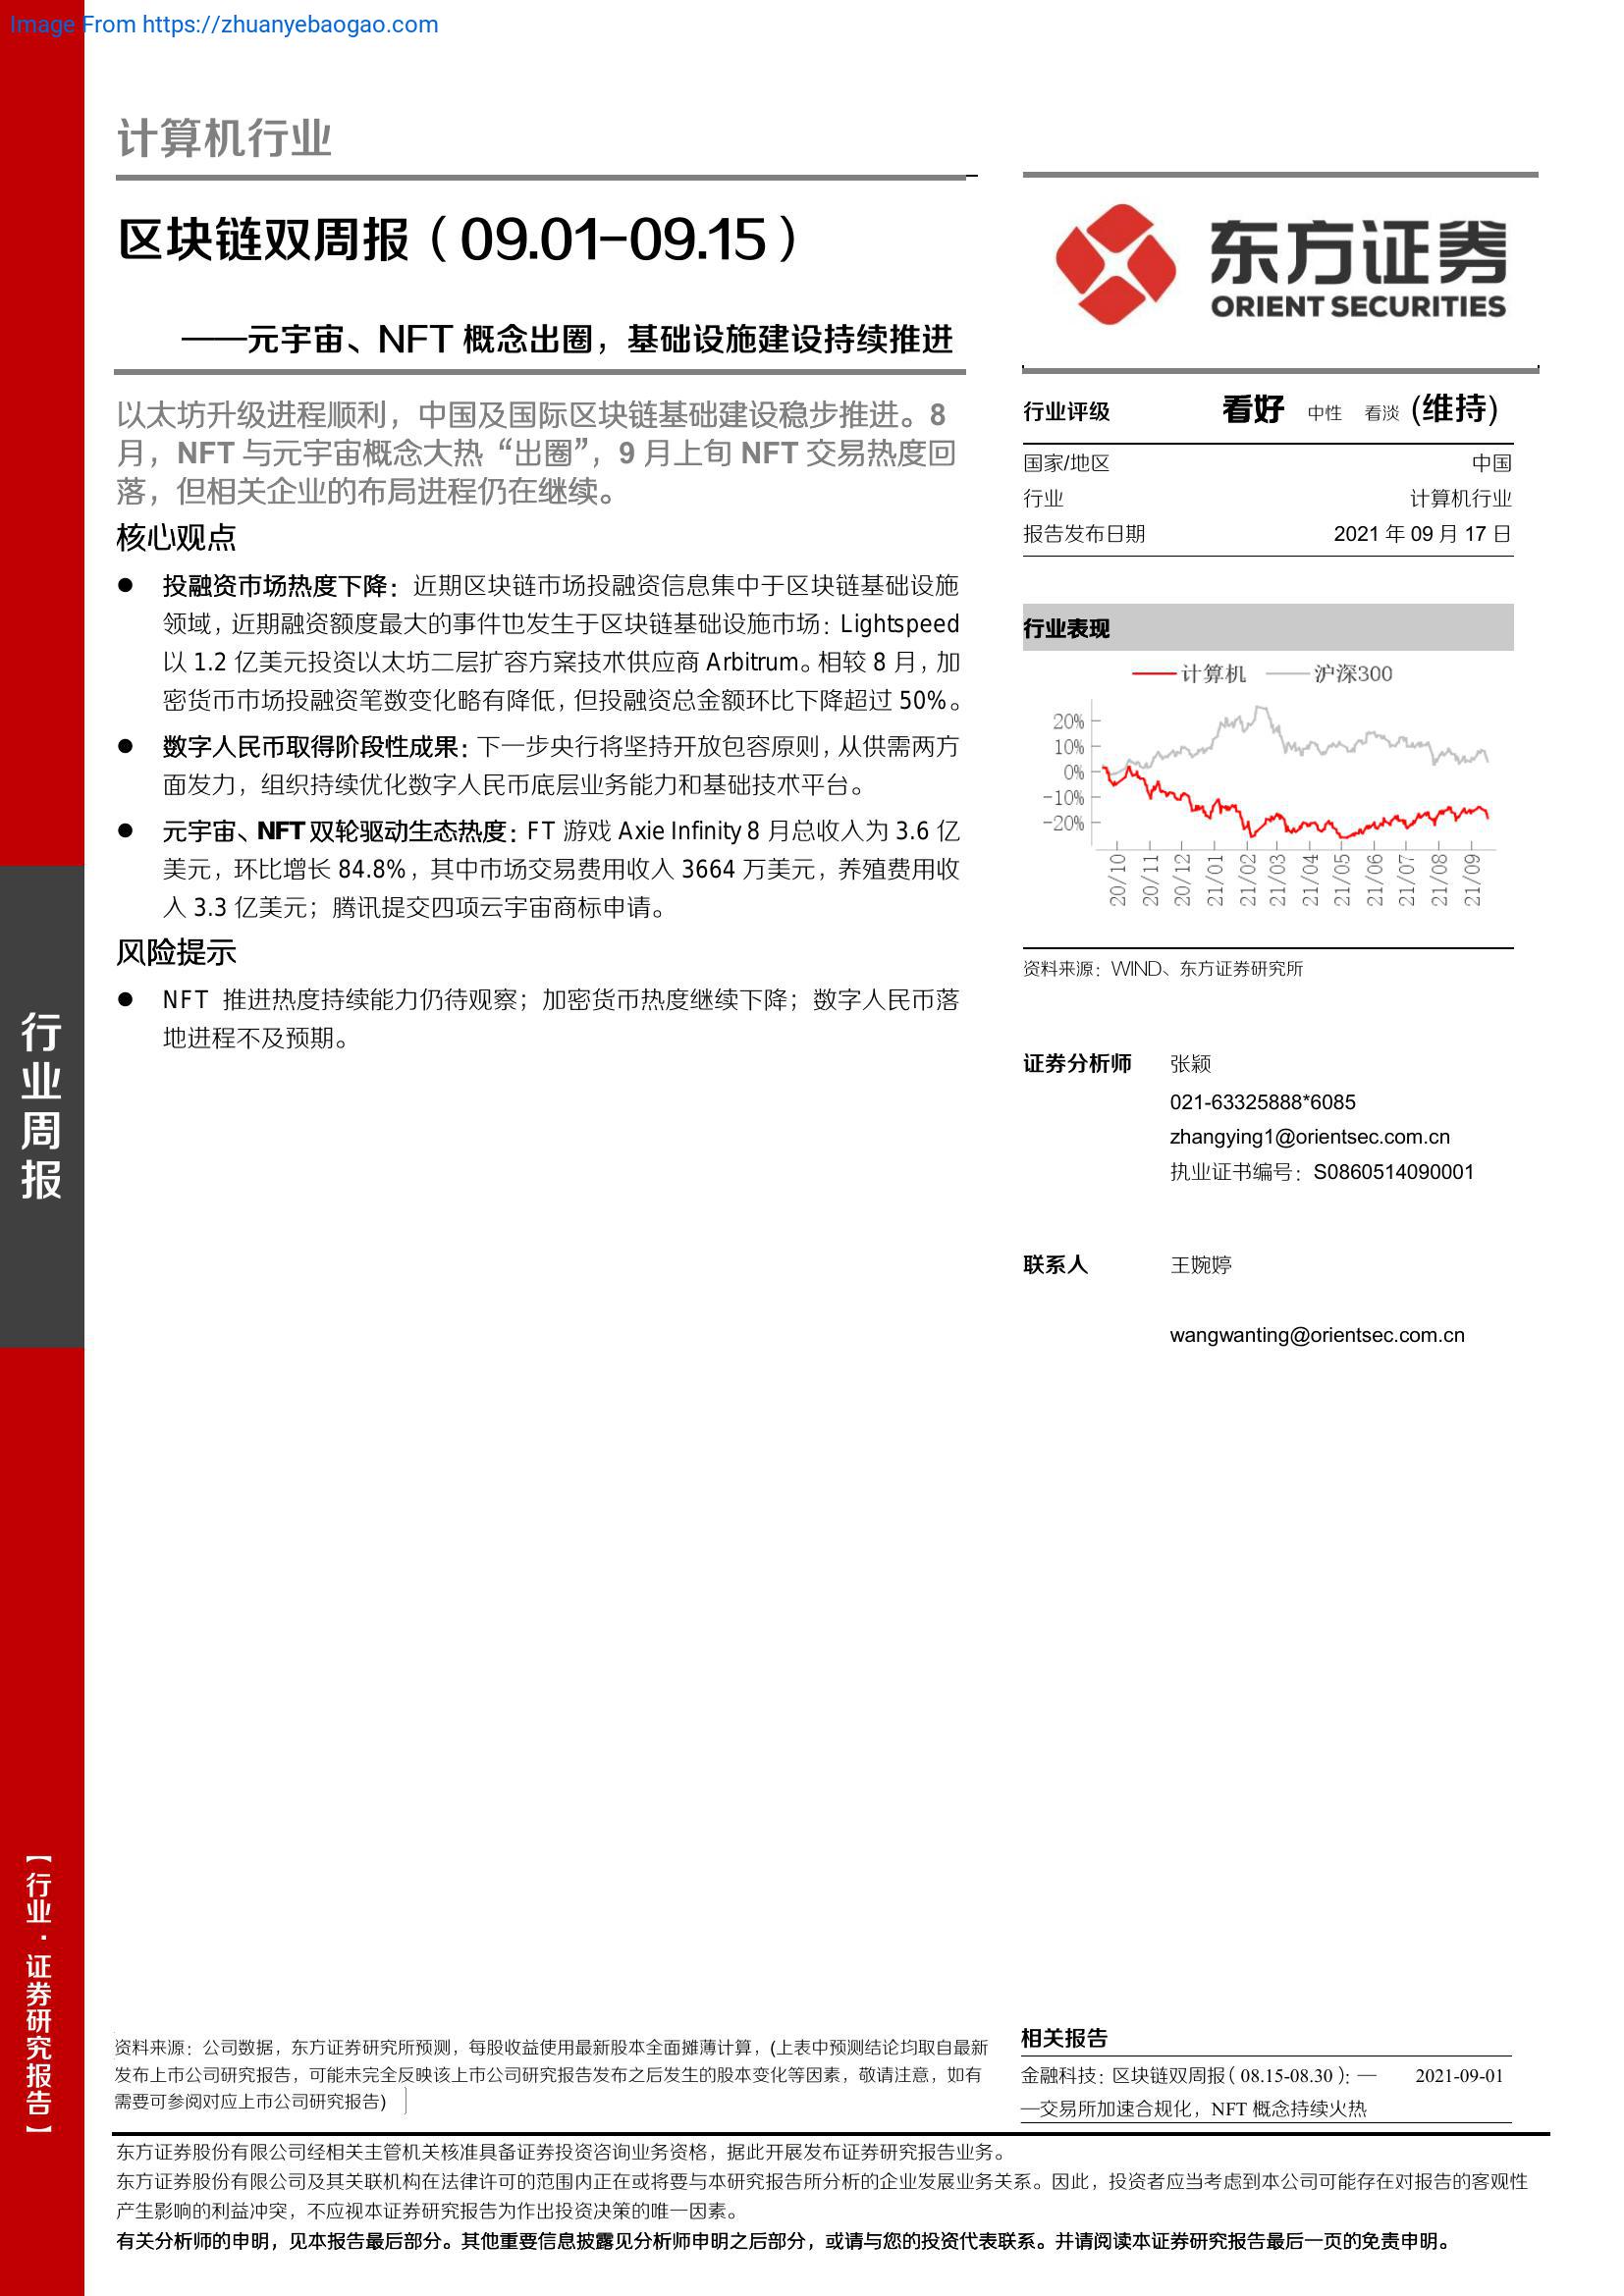 Image From https://zhuanyebaogao.com
计算机行业
区块链双周报（09.01-09.15）
——元宇宙、NFT 概念出圈，基础设施建设持续推进
以太坊升级进程顺利，中国及国际区块链基础建设稳步推进。8
月，NFT 与元宇宙概念大热“出圈”，9 月上旬 NFT 交易热度回
落，但相关企业的布局进程仍在继续。
核心观点
● 投融资市场热度下降：近期区块链市场投融资信息集中于区块链基础设施
领域，近期融资额度最大的事件也发生于区块链基础设施市场：Lightspeed
以 1.2 亿美元投资以太坊二层扩容方案技术供应商 Arbitrum。相较 8 月，加
密货币市场投融资笔数变化略有降低，但投融资总金额环比下降超过 50%。
● 数字人民币取得阶段性成果：下一步央行将坚持开放包容原则，从供需两方
面发力，组织持续优化数字人民币底层业务能力和基础技术平台。
● 元宇宙、NFT 双轮驱动生态热度：FT 游戏 Axie Infinity 8 月总收入为 3.6 亿
美元，环比增长 84.8%，其中市场交易费用收入 3664 万美元，养殖费用收
入 3.3 亿美元；腾讯提交四项云宇宙商标申请。
风险提示
● NFT 推进热度持续能力仍待观察；加密货币热度继续下降；数字人民币落
地进程不及预期。
东方证券
ORIENT SECURITIES
行业评级 看好 中性 看淡 (维持)
国家/地区 中国
行业 计算机行业
报告发布日期 2021 年 09 月 17 日
行业表现
计算机 沪深300
20%
10%
0%
-10%
-20%
20/10 20/11 20/12 21/01 21/02 21/03 21/04 21/05 21/06 21/07 21/08 21/09
资料来源：WIND、东方证券研究所
证券分析师 张颖
021-63325888*6085
zhangying1@orientsec.com.cn
执业证书编号：S0860514090001
联系人 王婉婷
wangwanting@orientsec.com.cn
行业周报
【行业·证券研究报告】
资料来源：公司数据，东方证券研究所预测，每股收益使用最新股本全面摊薄计算，(上表中预测结论均取自最新
发布上市公司研究报告，可能未完全反映该上市公司研究报告发布之后发生的股本变化等因素，敬请注意，如有
需要可参阅对应上市公司研究报告)
相关报告
金融科技：区块链双周报（08.15-08.30）：— 2021-09-01
—交易所加速合规化，NFT 概念持续火热
东方证券股份有限公司经相关主管机关核准具备证券投资咨询业务资格，据此开展发布证券研究报告业务。
东方证券股份有限公司及其关联机构在法律许可的范围内正在或将要与本研究报告所分析的企业发展业务关系。因此，投资者应当考虑到本公司可能存在对报告的客观性
产生影响的利益冲突，不应视本证券研究报告为作出投资决策的唯一因素。
有关分析师的申明，见本报告最后部分。其他重要信息披露见分析师申明之后部分，或请与您的投资代表联系。并请阅读本证券研究报告最后一页的免责申明。